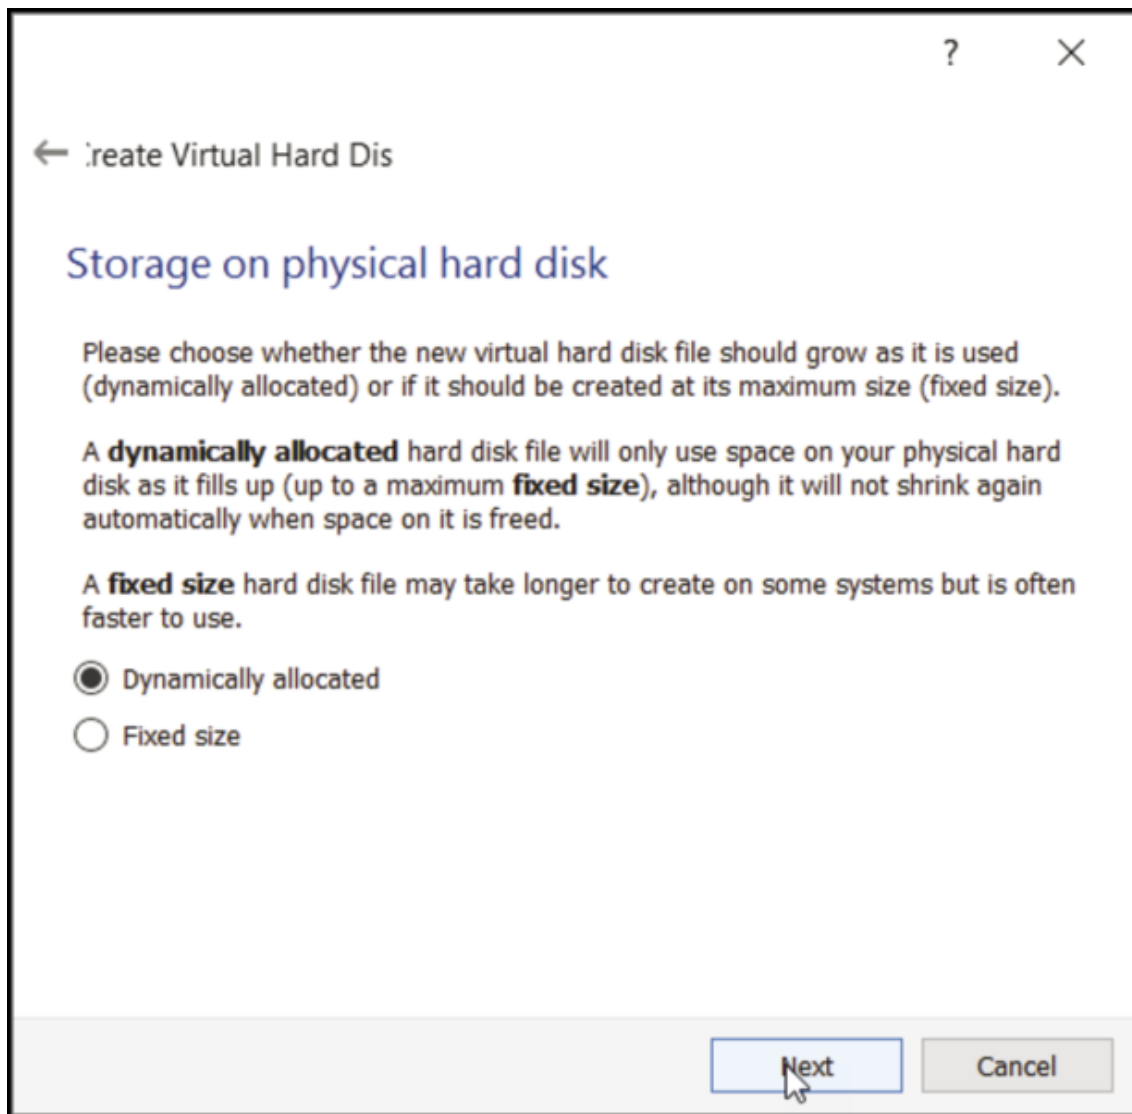 ?
← reate Virtual Hard Dis
Storage on physical hard disk
Please choose whether the new virtual hard disk file should grow as it is used
(dynamically allocated) or if it should be created at its maximum size (fixed size).
A dynamically allocated hard disk file will only use space on your physical hard
disk as it fills up (up to a maximum fixed size), although it will not shrink again
automatically when space on it is freed.
A fixed size hard disk file may take longer to create on some systems but is often
faster to use.
Dynamically allocated
Fixed size
Next Cancel